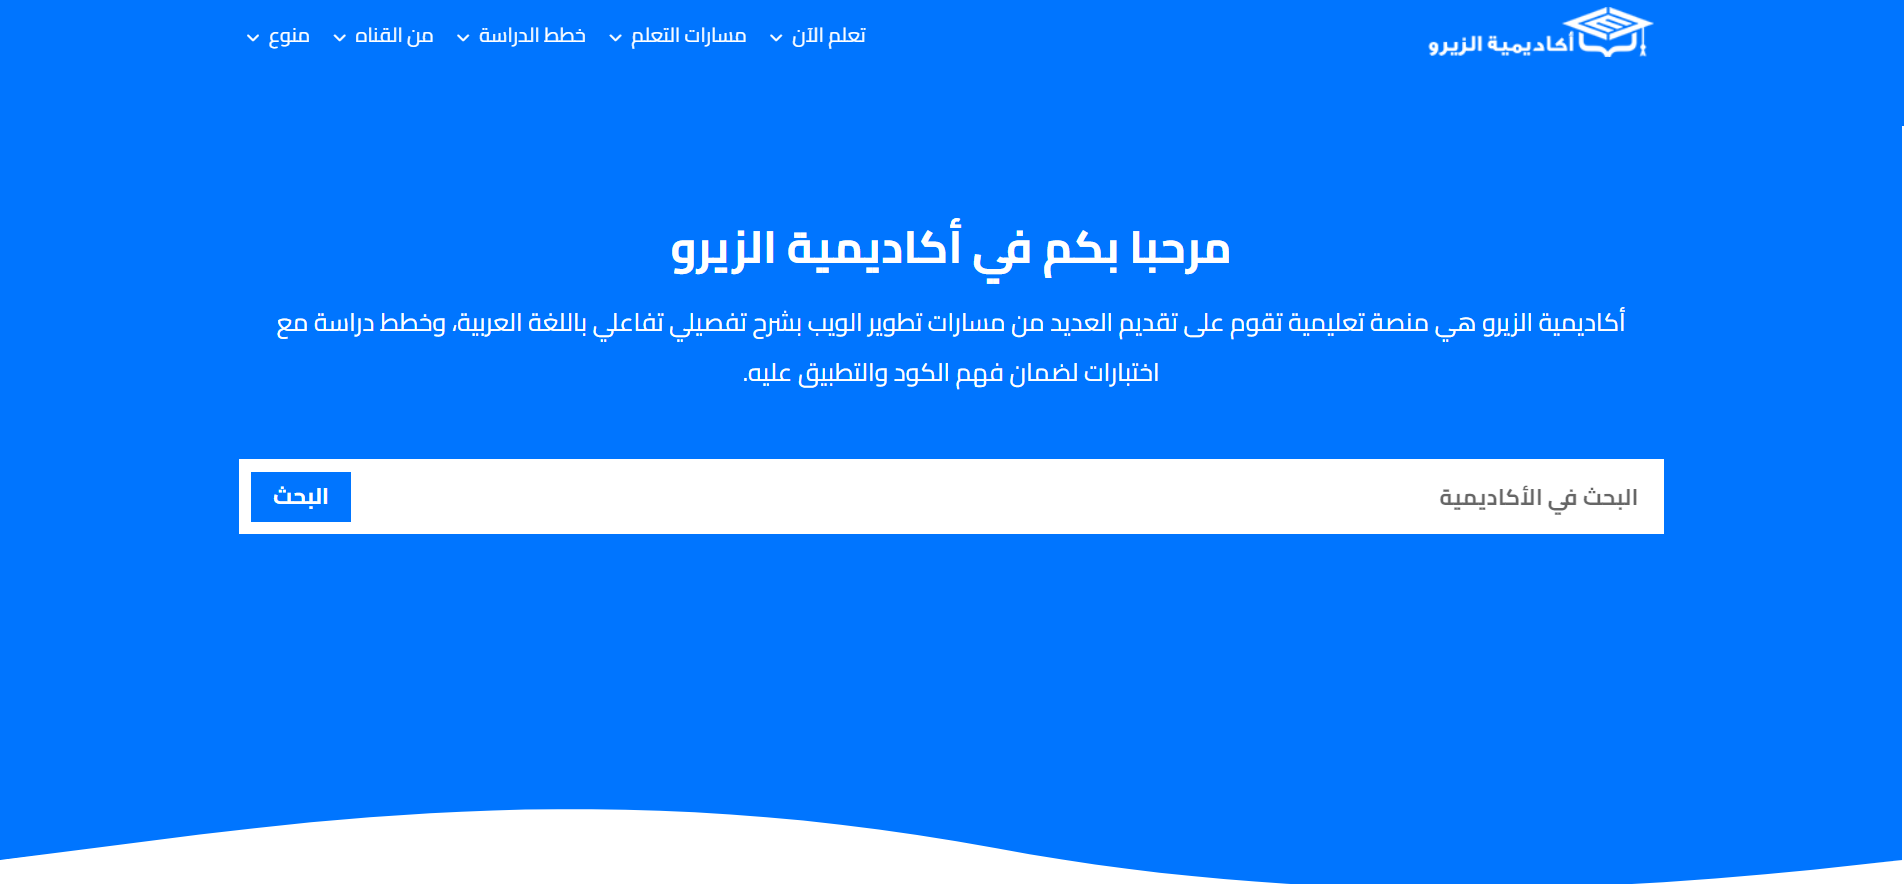 أكاديمية الزيرو
تعلم الآن مسارات التعلم خطط الدراسة من القناه منوع
مرحبا بكم في أكاديمية الزيرو
أكاديمية الزيرو هي منصة تعليمية تقوم على تقديم العديد من مسارات تطوير الويب بشرح تفصيلي تفاعلي باللغة العربية، وخطط دراسة مع
اختبارات لضمان فهم الكود والتطبيق عليه.
البحث في الأكاديمية
البحث